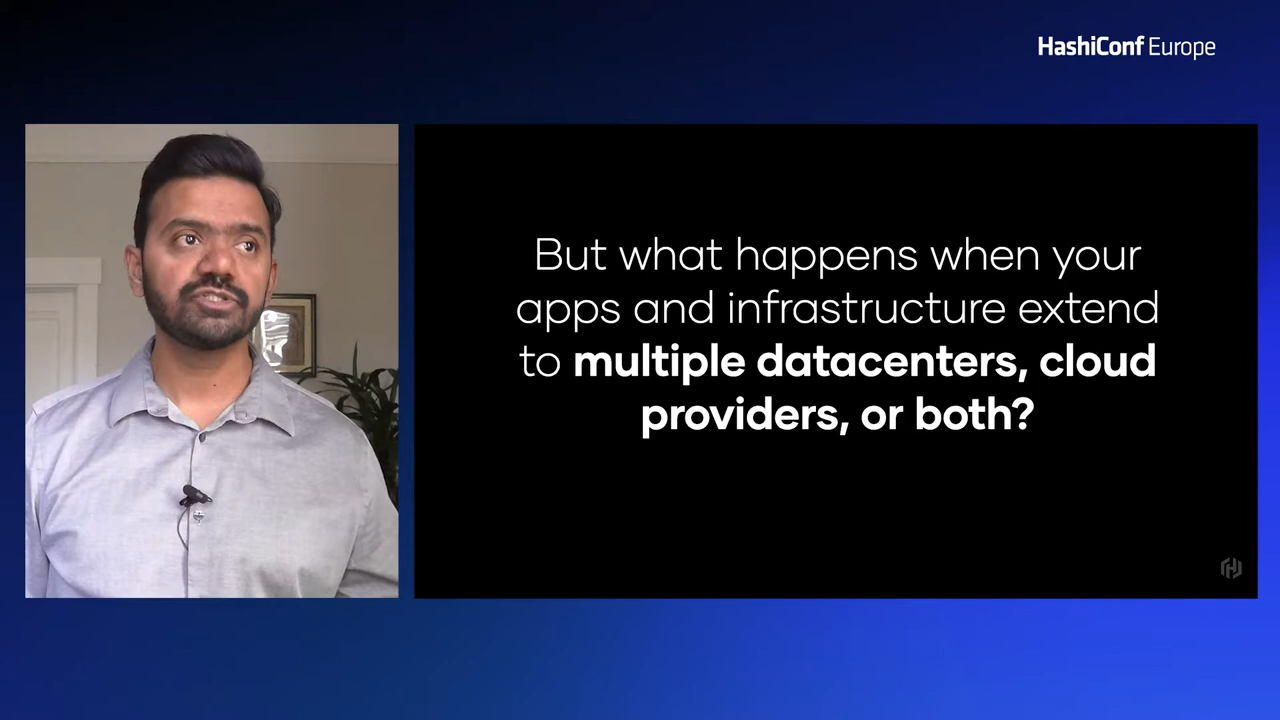 HashiConf Europe
But what happens when your
apps and infrastructure extend
to multiple datacenters, cloud
providers, or both?